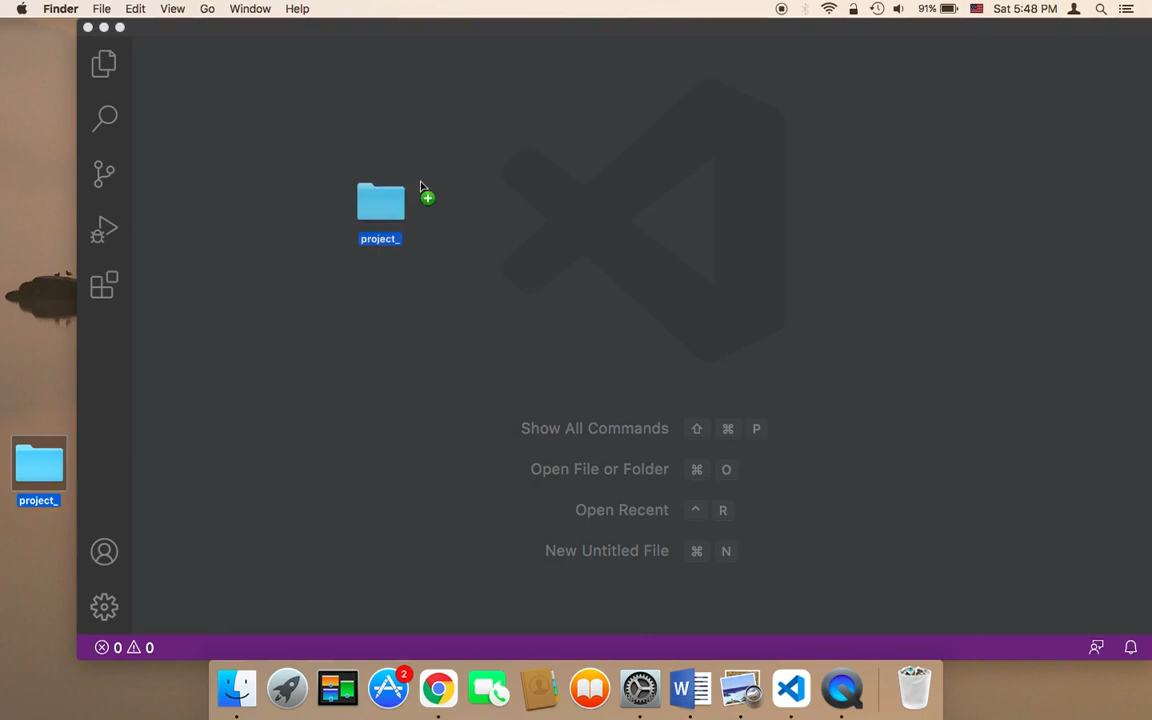 Finder File Edit View Go Window Help 91% Sat 5:48 PM
project_
project_
Show All Commands ⇧ ⌘ P
Open File or Folder ⌘ O
Open Recent ^ R
New Untitled File ⌘ N
0 0
2
W